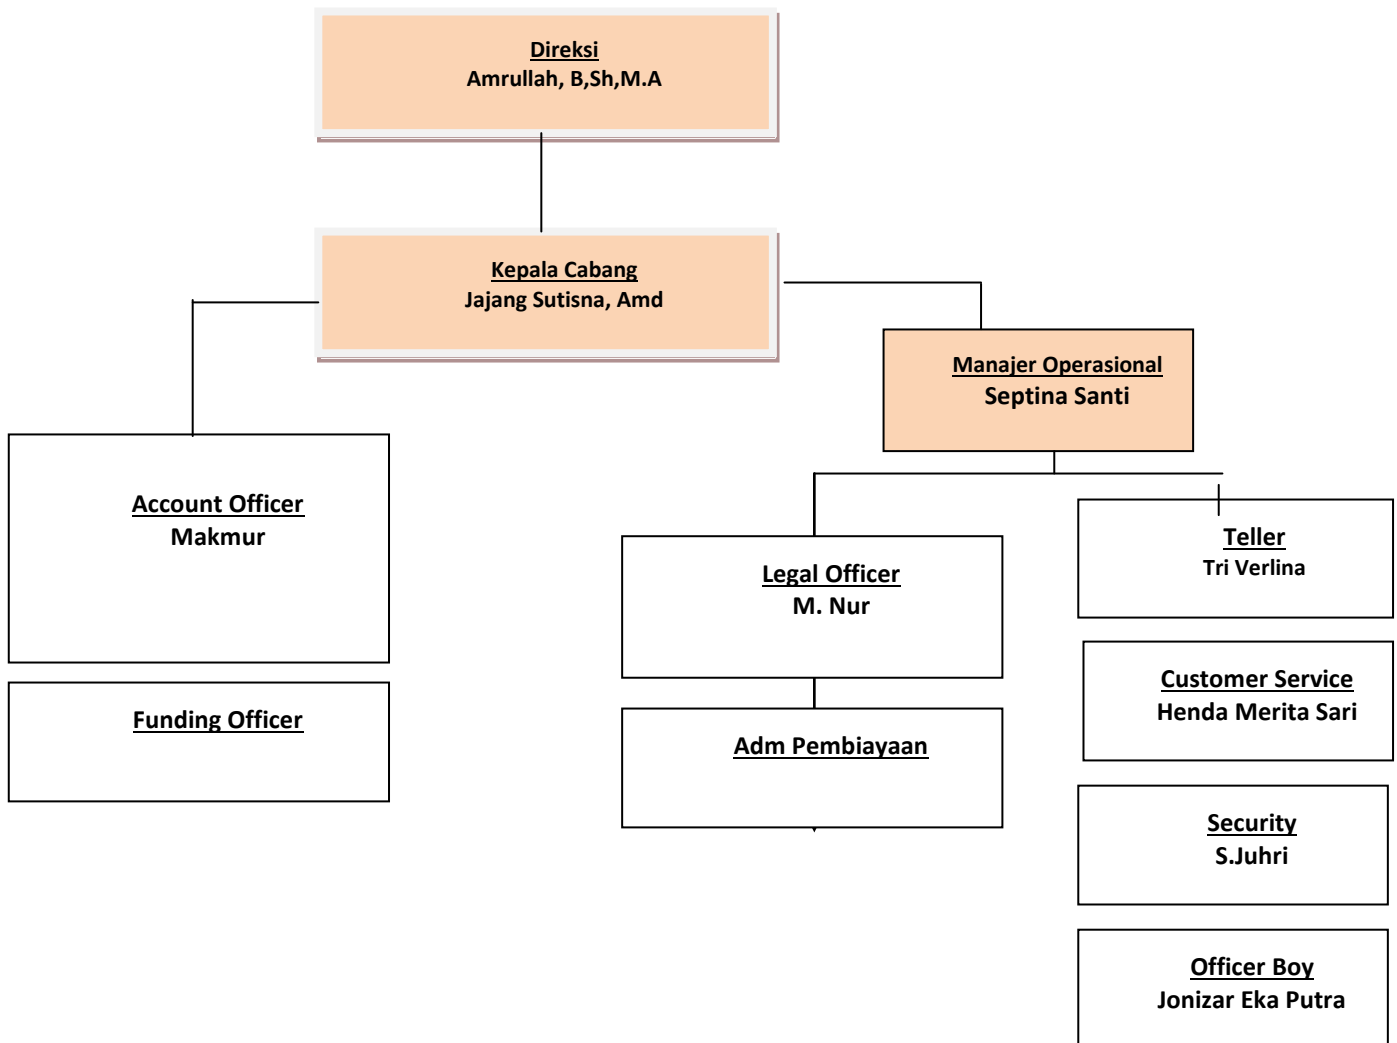 Direksi
Amrullah, B,Sh,M.A
Kepala Cabang
Jajang Sutisna, Amd
Manajer Operasional
Septina Santi
Account Officer
Makmur
Funding Officer
Legal Officer
M. Nur
Adm Pembiayaan
Teller
Tri Verlina
Customer Service
Henda Merita Sari
Security
S.Juhri
Officer Boy
Jonizar Eka Putra